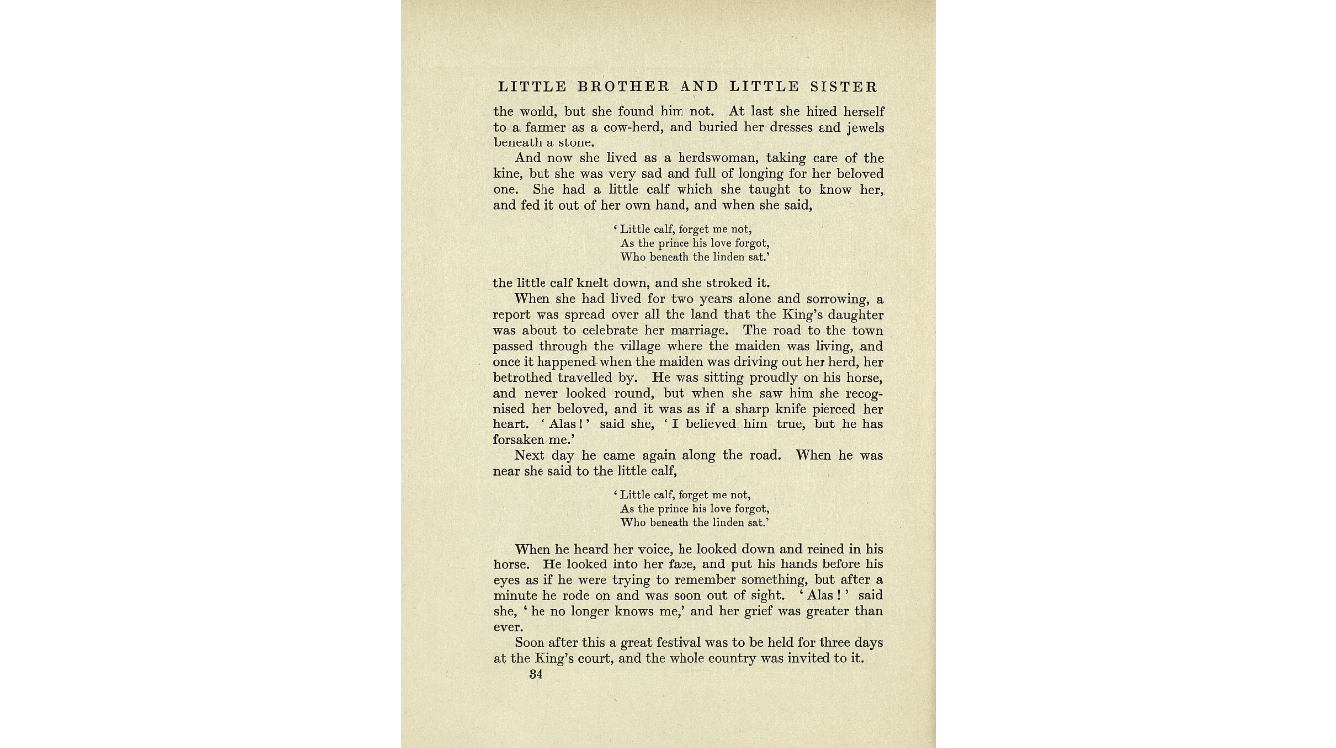 LITTLE BROTHER AND LITTLE SISTER
the world, but she found him not. At last she hired herself
to a farmer as a cow-herd, and buried her dresses and jewels
beneath a stone.
And now she lived as a herdswoman, taking care of the
kine, but she was very sad and full of longing for her beloved
one. She had a little calf which she taught to know her,
and fed it out of her own hand, and when she said,
‘ Little calf, forget me not,
As the prince his love forgot,
Who beneath the linden sat.’
the little calf knelt down, and she stroked it.
When she had lived for two years alone and sorrowing, a
report was spread over all the land that the King’s daughter
was about to celebrate her marriage. The road to the town
passed through the village where the maiden was living, and
once it happened when the maiden was driving out her herd, her
betrothed travelled by. He was sitting proudly on his horse,
and never looked round, but when she saw him she recog-
nised her beloved, and it was as if a sharp knife pierced her
heart. ‘ Alas ! ’ said she, ‘ I believed him true, but he has
forsaken me.’
Next day he came again along the road. When he was
near she said to the little calf,
‘ Little calf, forget me not,
As the prince his love forgot,
Who beneath the linden sat.’
When he heard her voice, he looked down and reined in his
horse. He looked into her face, and put his hands before his
eyes as if he were trying to remember something, but after a
minute he rode on and was soon out of sight. ‘ Alas ! ’ said
she, ‘ he no longer knows me,’ and her grief was greater than
ever.
Soon after this a great festival was to be held for three days
at the King’s court, and the whole country was invited to it.
34